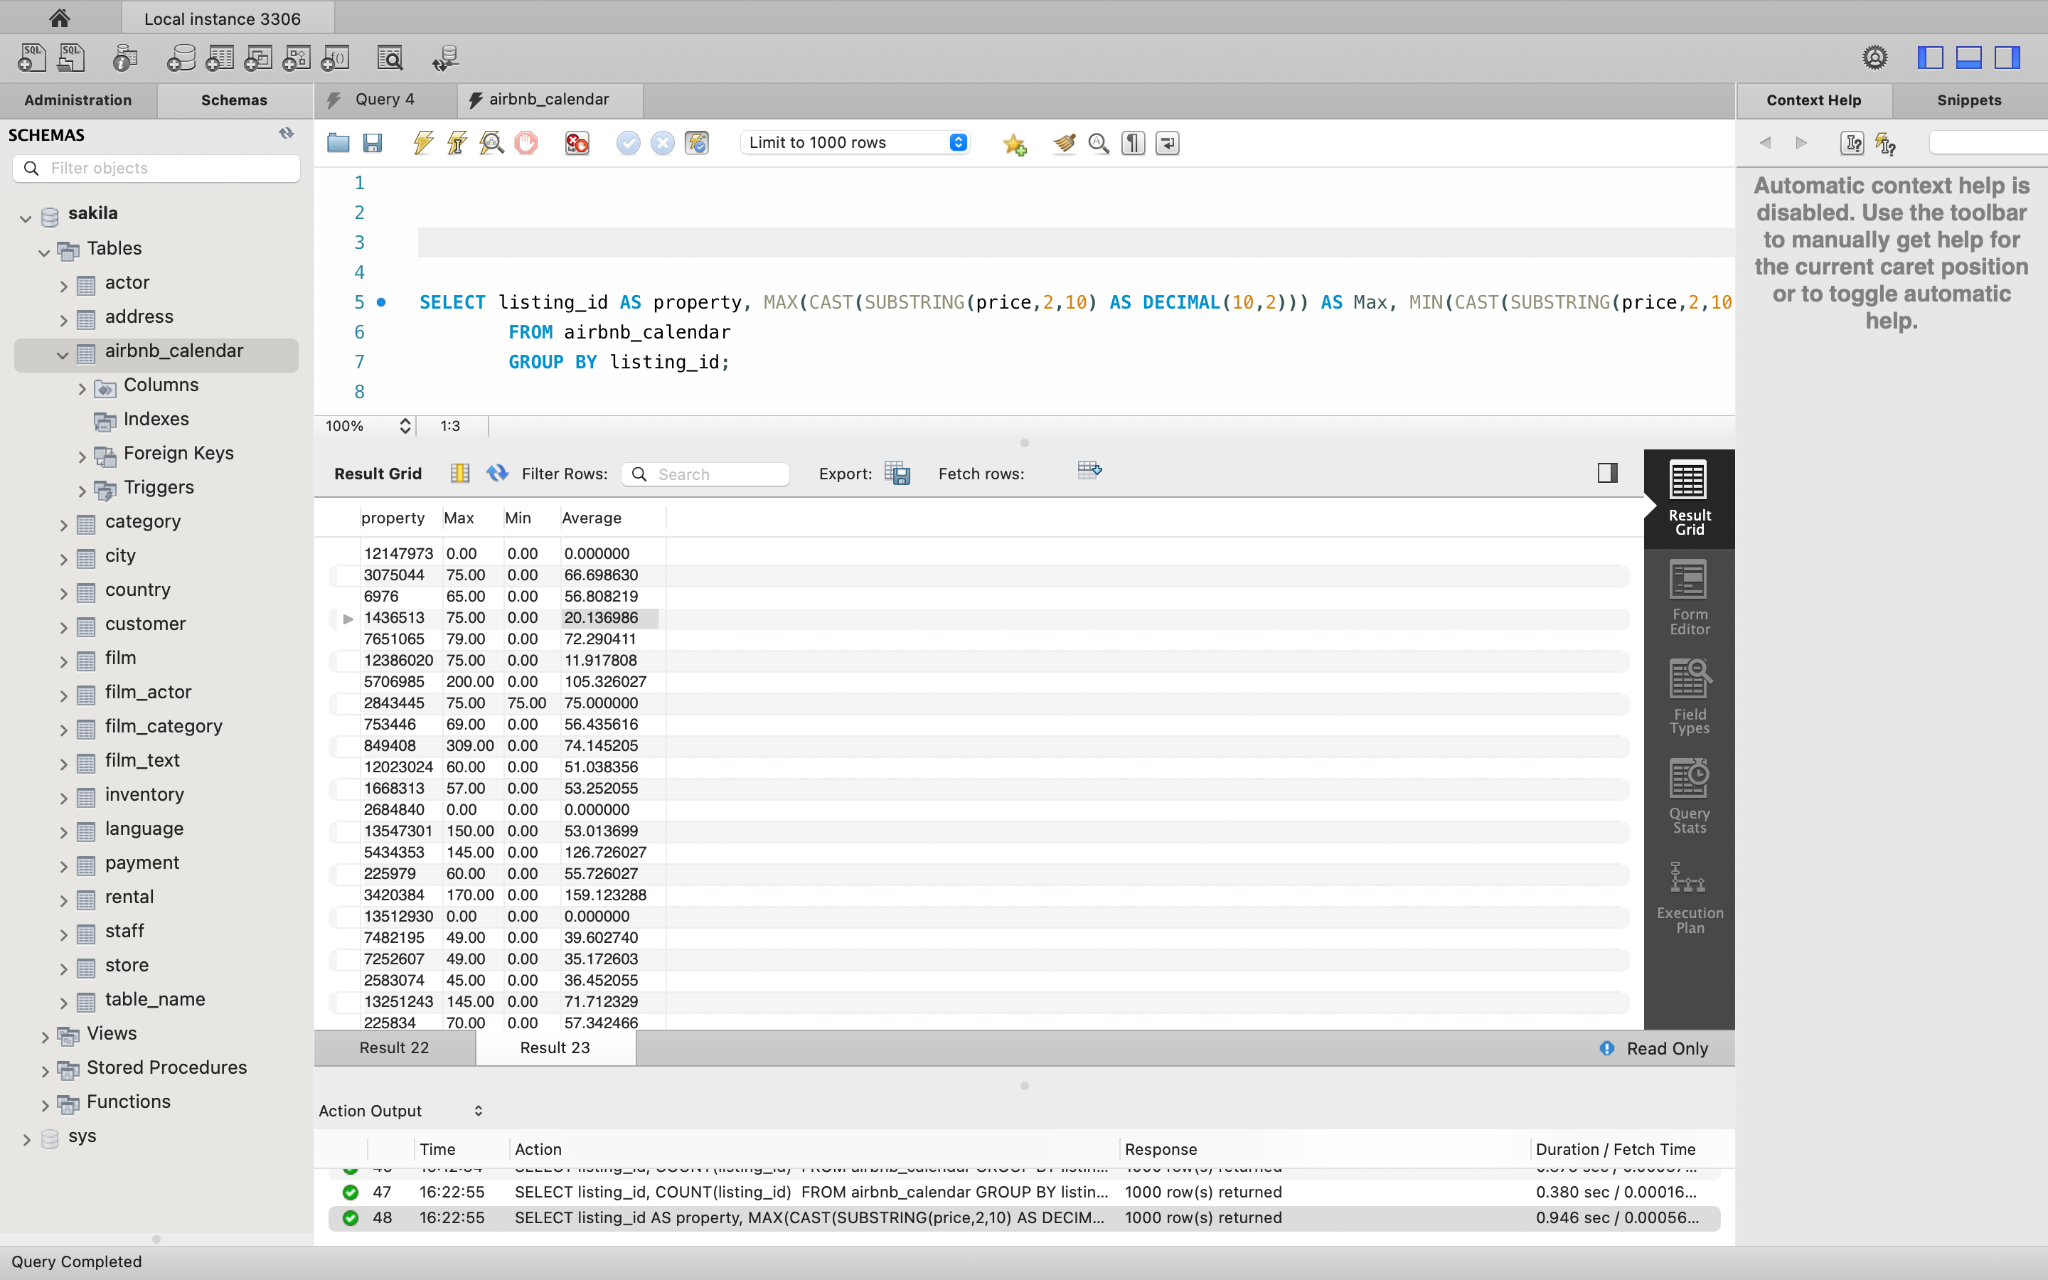 Local instance 3306
Administration
Schemas
Query 4
airbnb_calendar
Context Help
Snippets
SCHEMAS
Filter objects
Limit to 1000 rows
Automatic context help is
disabled. Use the toolbar
to manually get help for
the current caret position
or to toggle automatic
help.
sakila
Tables
actor
address
airbnb_calendar
Columns
Indexes
Foreign Keys
Triggers
category
city
country
customer
film
film_actor
film_category
film_text
inventory
language
payment
rental
staff
store
table_name
Views
Stored Procedures
Functions
sys
1
2
3
4
5 SELECT listing_id AS property, MAX(CAST(SUBSTRING(price,2,10) AS DECIMAL(10,2))) AS Max, MIN(CAST(SUBSTRING(price,2,10
6 FROM airbnb_calendar
7 GROUP BY listing_id;
8
100% 1:3
Result Grid Filter Rows: Search Export: Fetch rows:
property Max Min Average
12147973 0.00 0.00 0.000000
3075044 75.00 0.00 66.698630
6976 65.00 0.00 56.808219
1436513 75.00 0.00 20.136986
7651065 79.00 0.00 72.290411
12386020 75.00 0.00 11.917808
5706985 200.00 0.00 105.326027
2843445 75.00 75.00 75.000000
753446 69.00 0.00 56.435616
849408 309.00 0.00 74.145205
12023024 60.00 0.00 51.038356
1668313 57.00 0.00 53.252055
2684840 0.00 0.00 0.000000
13547301 150.00 0.00 53.013699
5434353 145.00 0.00 126.726027
225979 60.00 0.00 55.726027
3420384 170.00 0.00 159.123288
13512930 0.00 0.00 0.000000
7482195 49.00 0.00 39.602740
7252607 49.00 0.00 35.172603
2583074 45.00 0.00 36.452055
13251243 145.00 0.00 71.712329
225834 70.00 0.00 57.342466
Result
Grid
Form
Editor
Field
Types
Query
Stats
Execution
Plan
Result 22
Result 23
Read Only
Action Output
Time Action Response Duration / Fetch Time
47 16:22:55 SELECT listing_id, COUNT(listing_id) FROM airbnb_calendar GROUP BY listin... 1000 row(s) returned 0.380 sec / 0.00016...
48 16:22:55 SELECT listing_id AS property, MAX(CAST(SUBSTRING(price,2,10) AS DECIM... 1000 row(s) returned 0.946 sec / 0.00056...
Query Completed